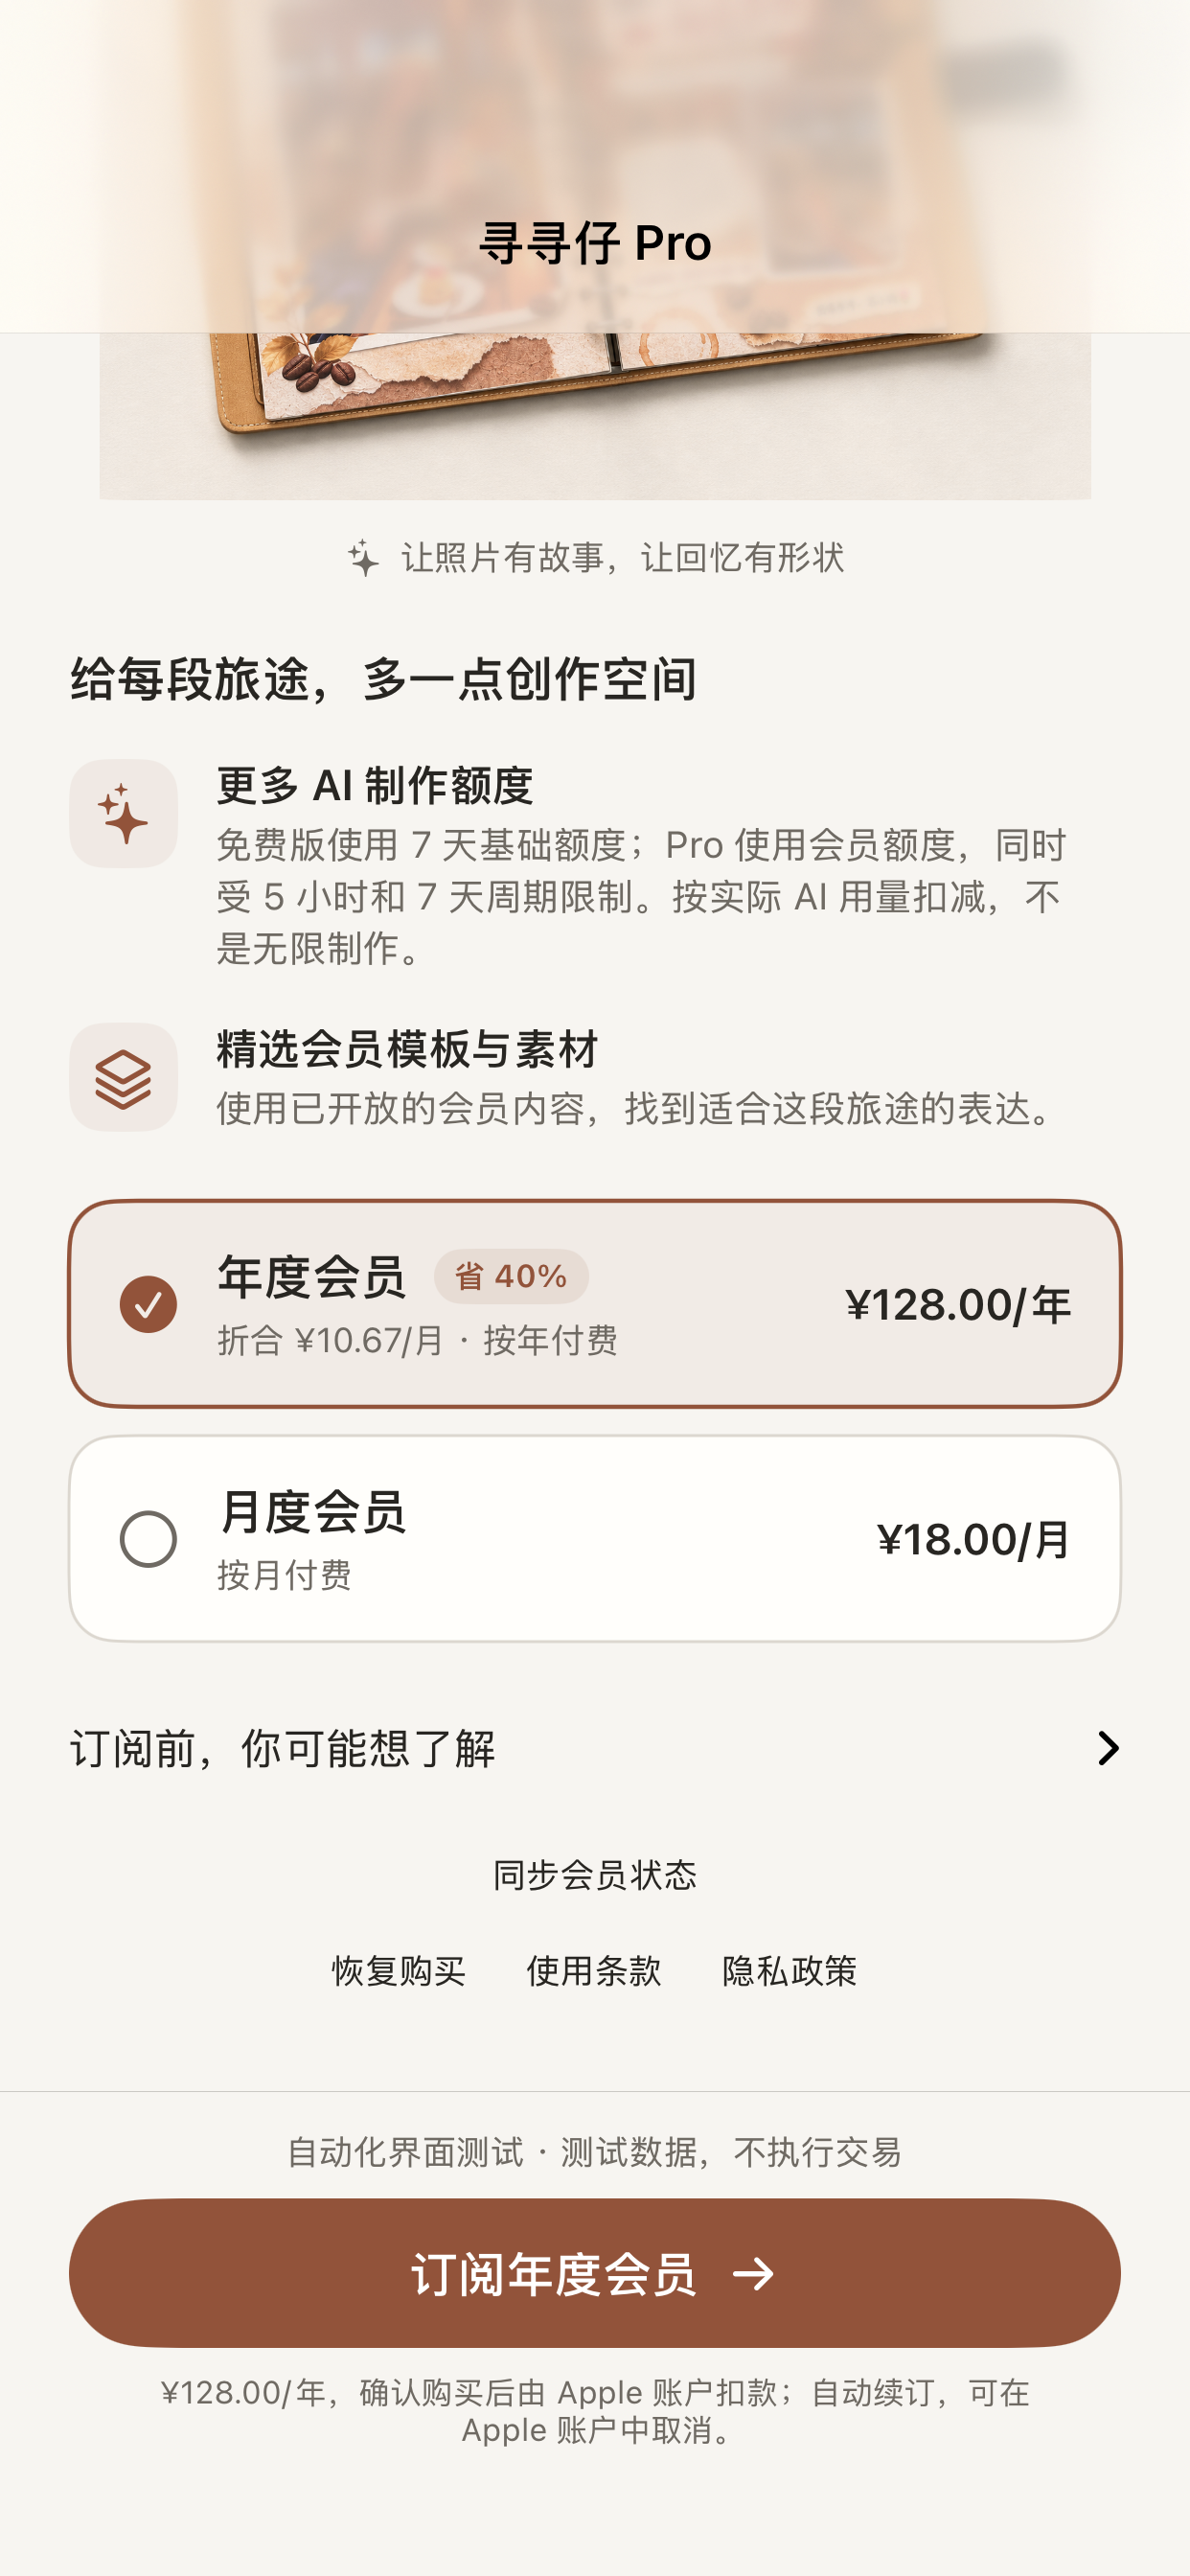 寻寻仔 Pro
让照片有故事，让回忆有形状
给每段旅途，多一点创作空间
更多 AI 制作额度
免费版使用 7 天基础额度；Pro 使用会员额度，同时
受 5 小时和 7 天周期限制。按实际 AI 用量扣减，不
是无限制作。
精选会员模板与素材
使用已开放的会员内容，找到适合这段旅途的表达。
年度会员 省 40%
¥128.00/年
折合 ¥10.67/月 · 按年付费
月度会员
¥18.00/月
按月付费
订阅前，你可能想了解
同步会员状态
恢复购买 使用条款 隐私政策
自动化界面测试 · 测试数据，不执行交易
订阅年度会员 →
¥128.00/年，确认购买后由 Apple 账户扣款；自动续订，可在
Apple 账户中取消。